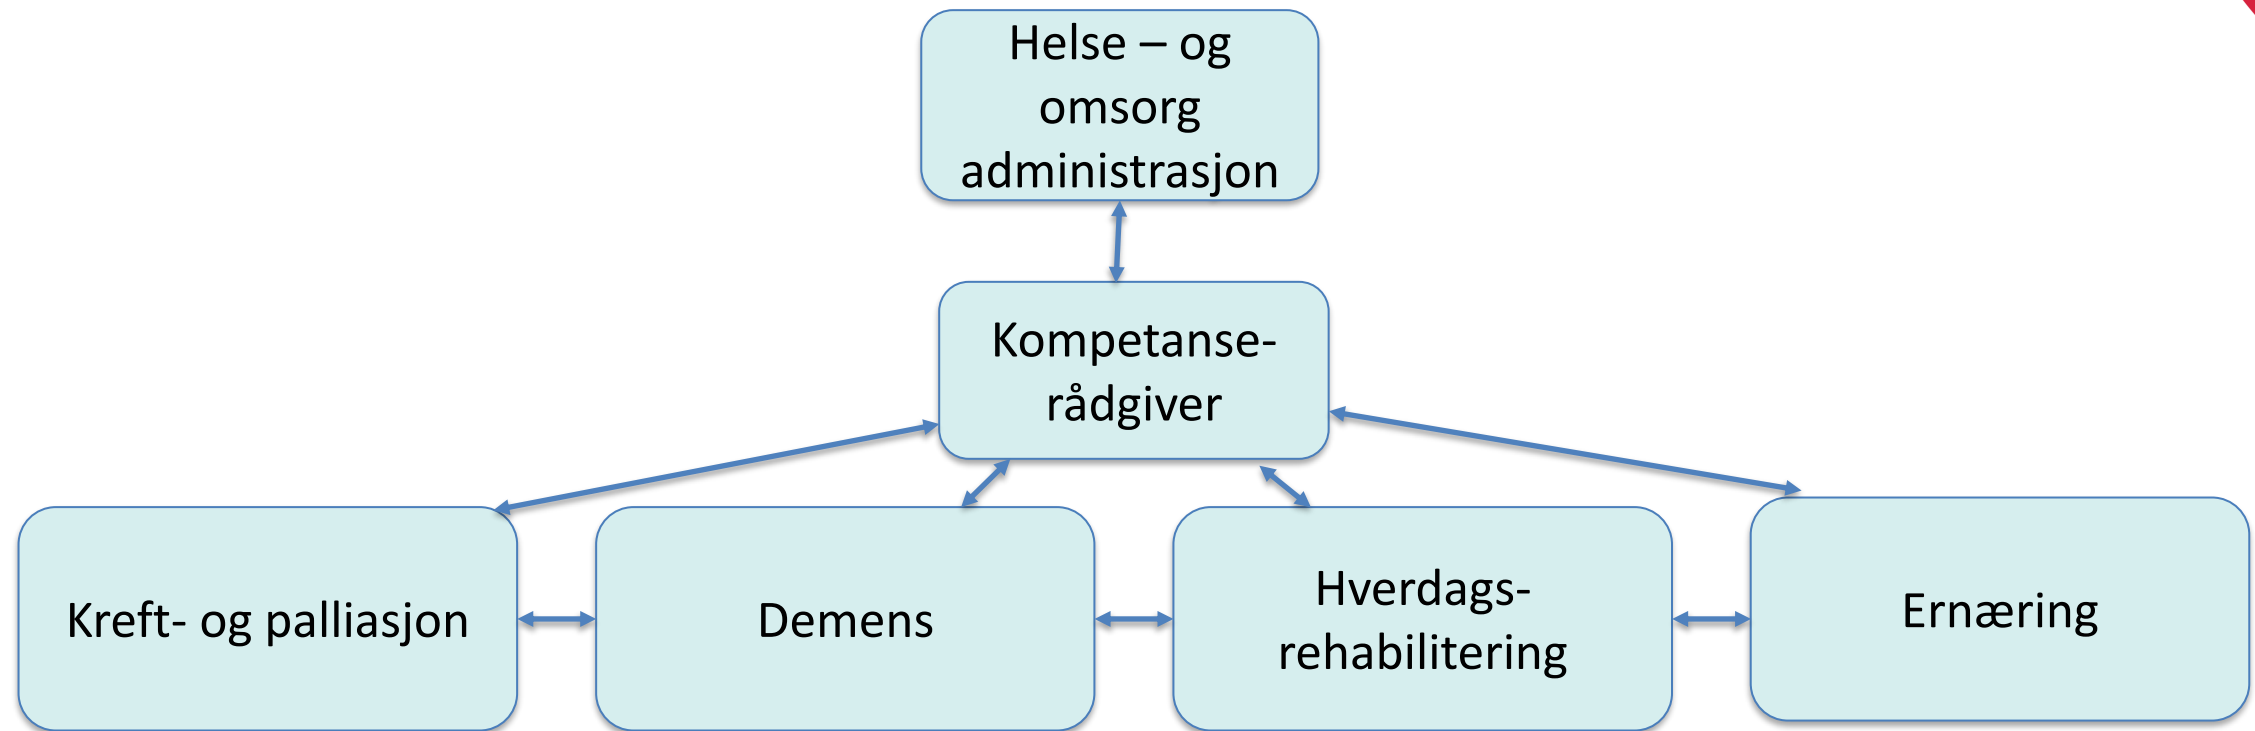 Helse – og
omsorg
administrasjon
Kompetanse-
rådgiver
Kreft- og palliasjon
Demens
Hverdags-
rehabilitering
Ernæring